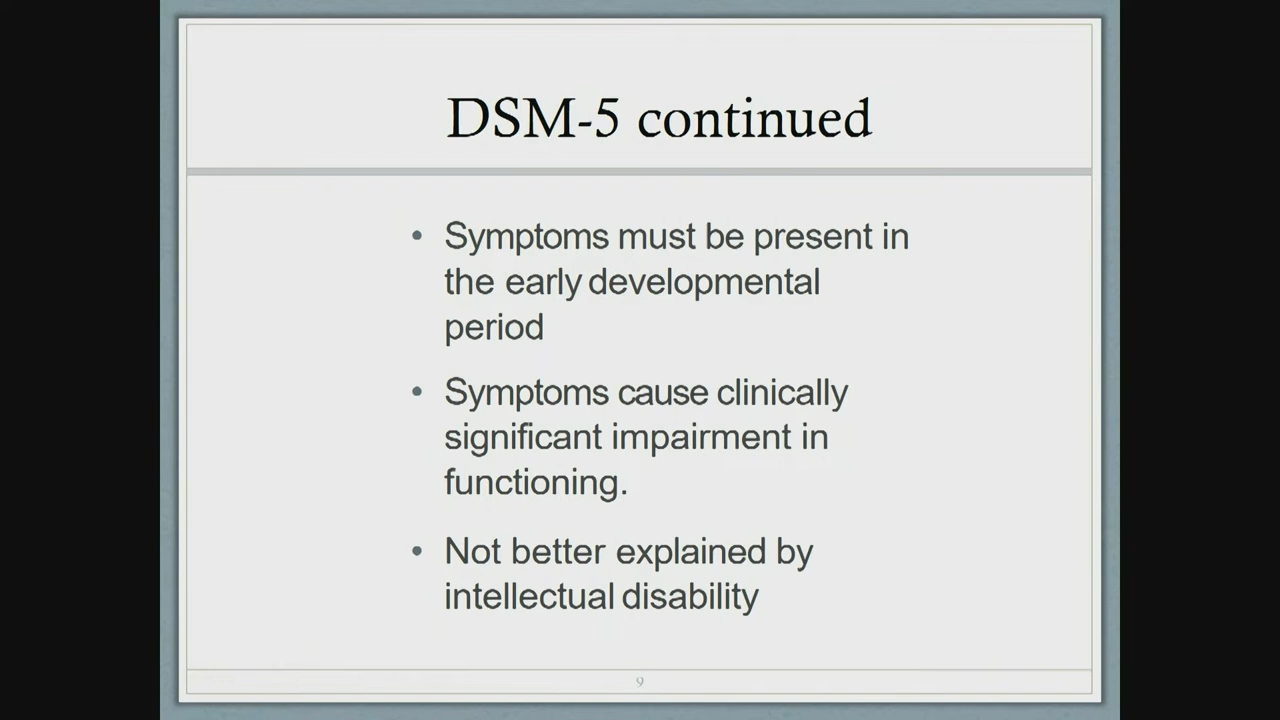 DSM-5 continued
• Symptoms must be present in
the early developmental
period
• Symptoms cause clinically
significant impairment in
functioning.
• Not better explained by
intellectual disability
9